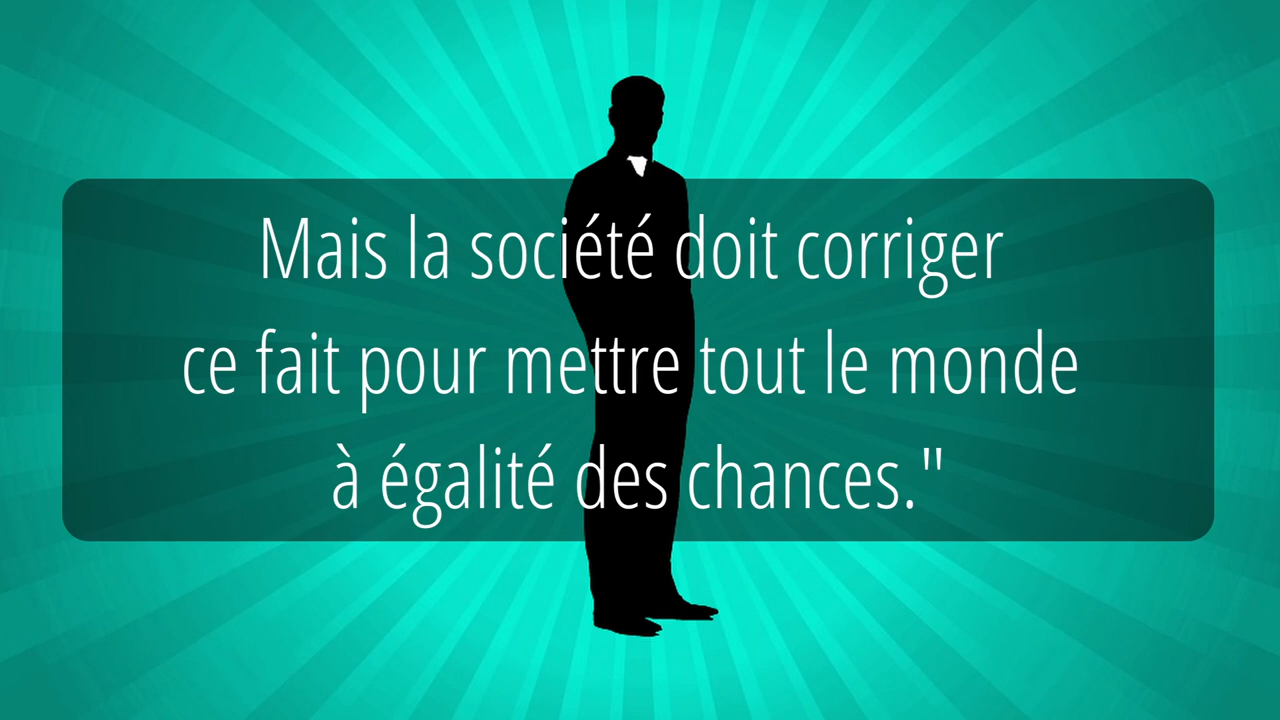 Mais la société doit corriger
ce fait pour mettre tout le monde
à égalité des chances."